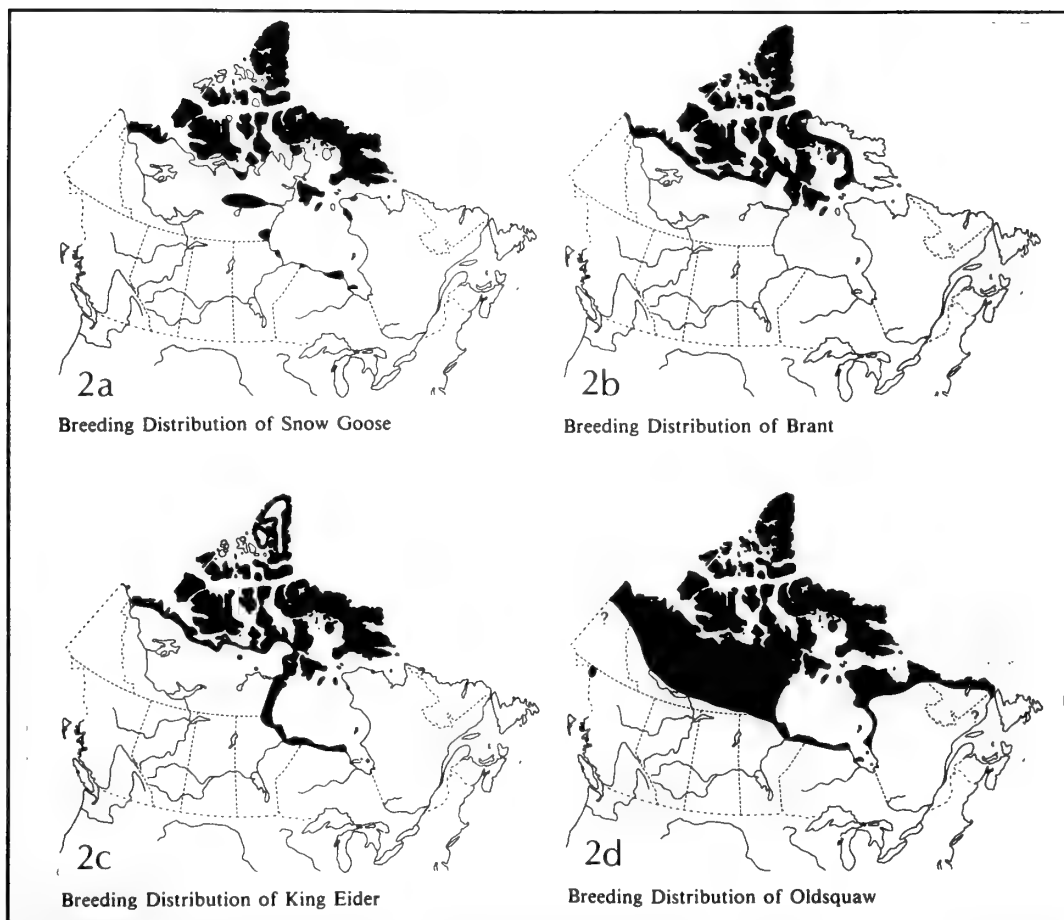 2a
Breeding Distribution of Snow Goose
2b
Breeding Distribution of Brant
2c
Breeding Distribution of King Eider
?
?
2d
Breeding Distribution of Oldsquaw